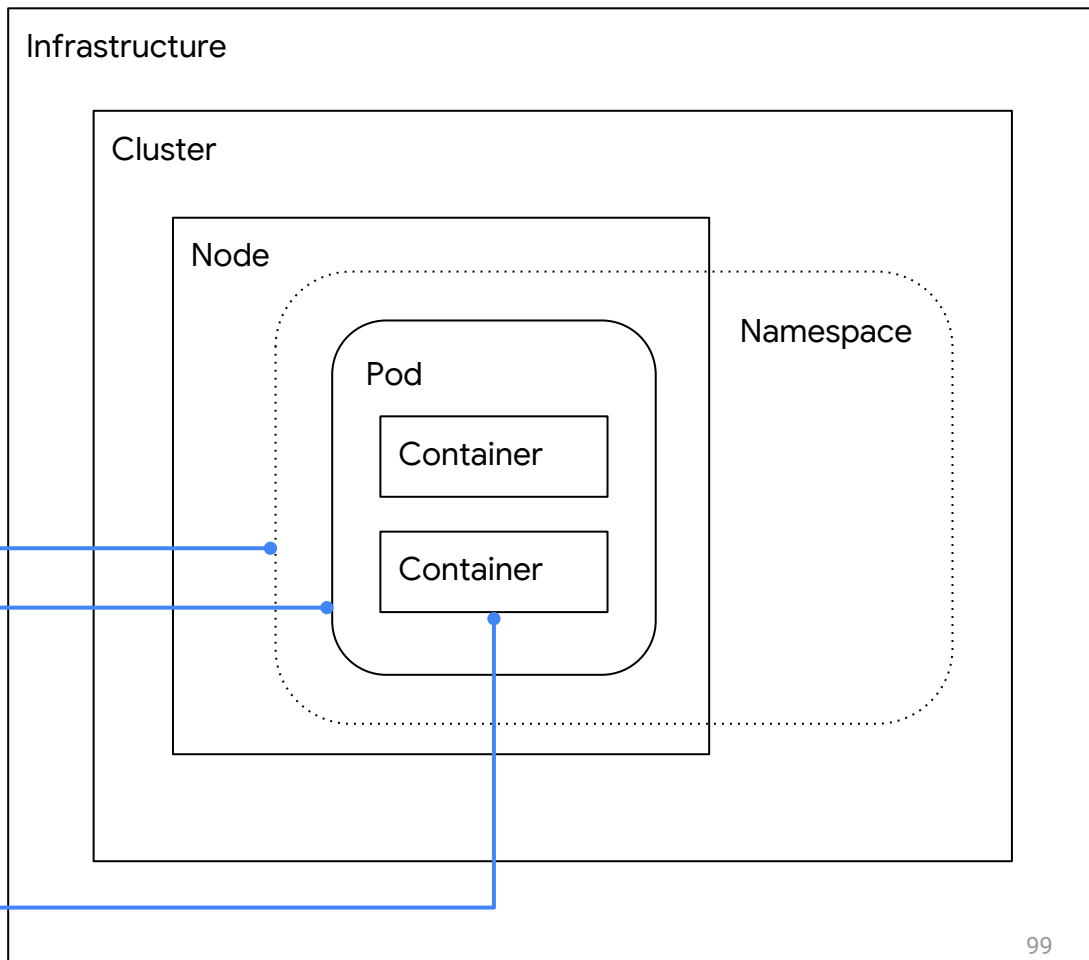 Infrastructure
Cluster
Node
Namespace
Pod
Container
Container
99